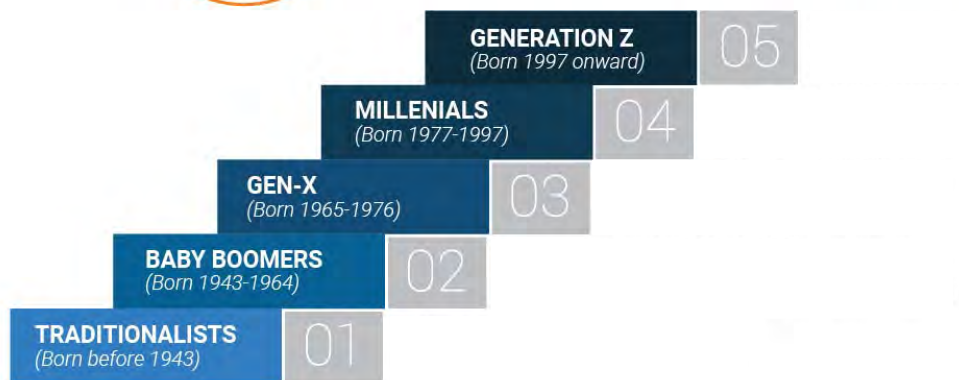 GENERATION Z
(Born 1997 onward)
05
MILLENIALS
(Born 1977-1997)
04
GEN-X
(Born 1965-1976)
03
BABY BOOMERS
(Born 1943-1964)
02
TRADITIONALISTS
(Born before 1943)
01